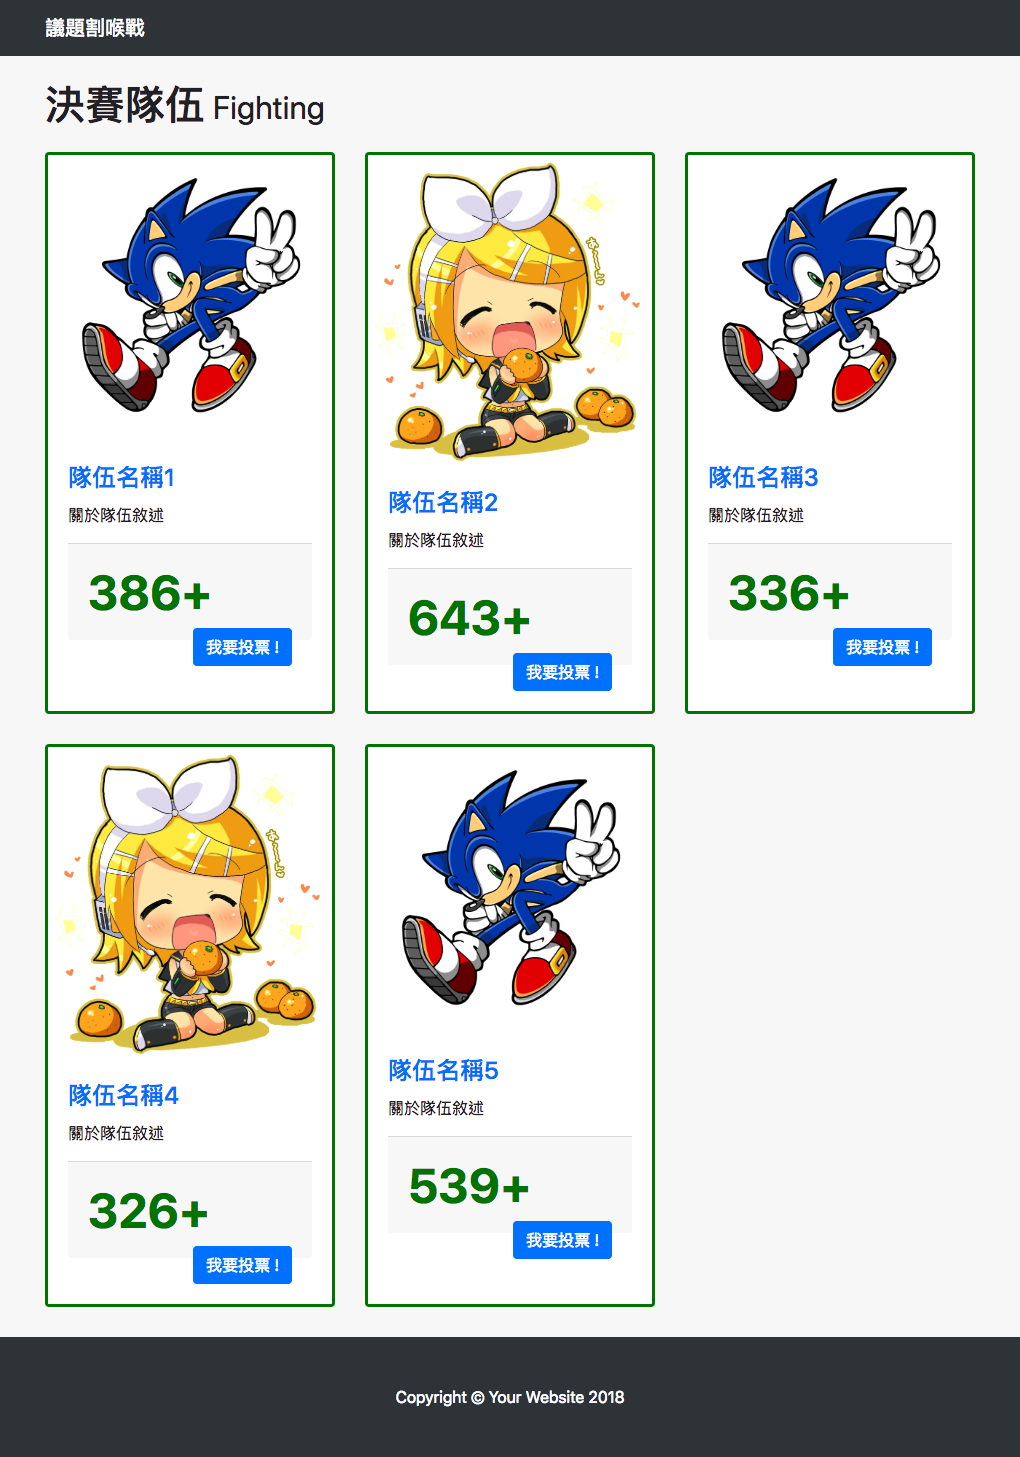 議題割喉戰
決賽隊伍 Fighting
隊伍名稱1
關於隊伍敘述
386+
我要投票 !
隊伍名稱2
關於隊伍敘述
643+
我要投票 !
隊伍名稱3
關於隊伍敘述
336+
我要投票 !
隊伍名稱4
關於隊伍敘述
326+
我要投票 !
隊伍名稱5
關於隊伍敘述
539+
我要投票 !
Copyright © Your Website 2018